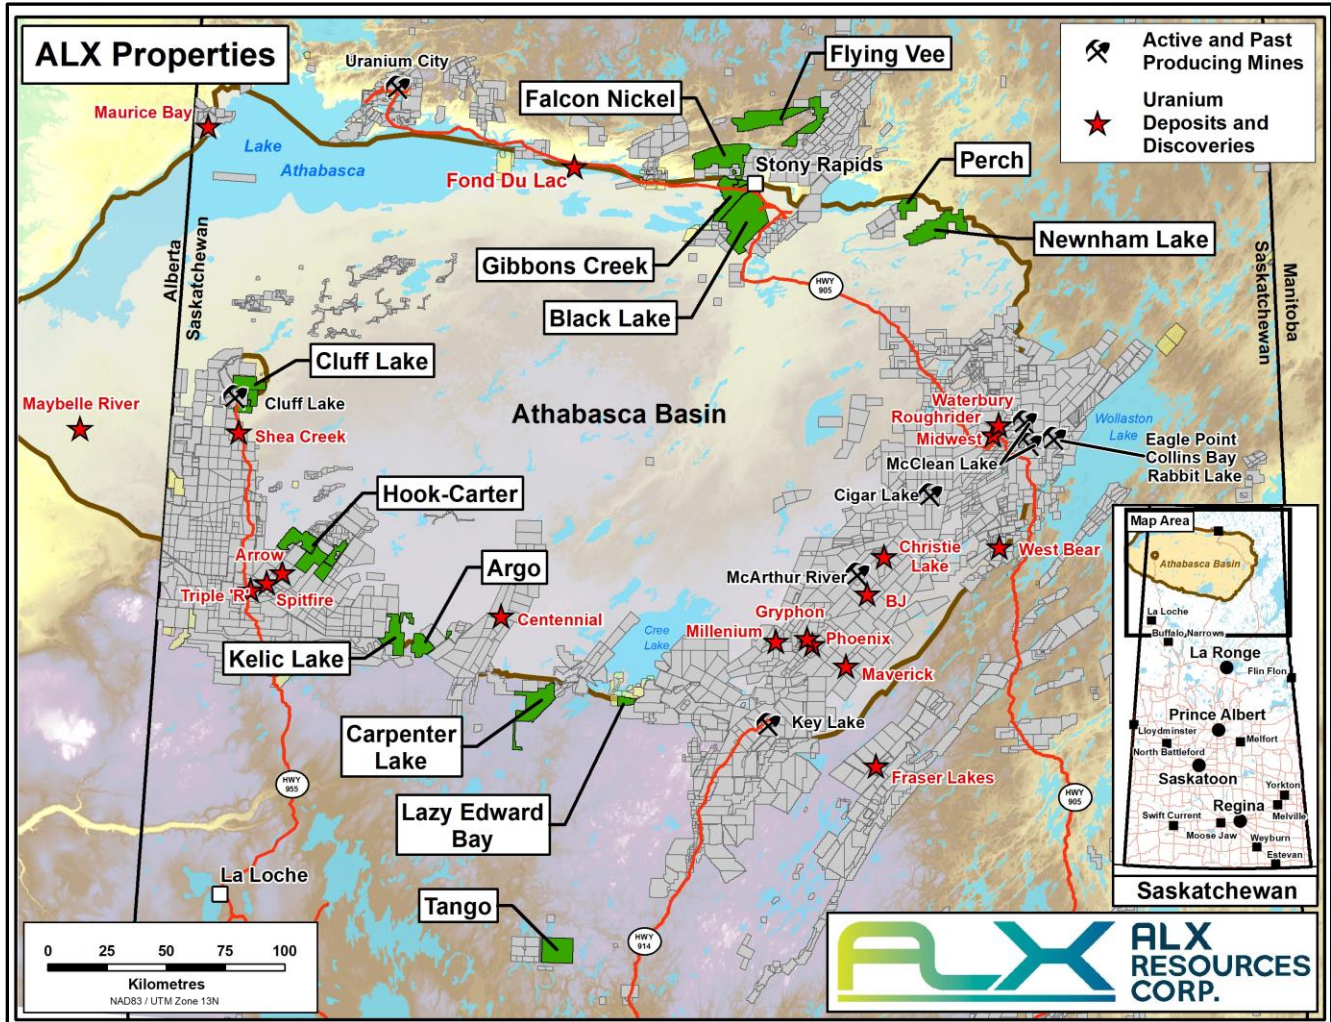 ALX Properties
Active and Past
Producing Mines
Uranium
Deposits and
Discoveries
Flying Vee
Uranium City
Falcon Nickel
Maurice Bay
Lake
Athabasca
Fond Du Lac
Stony Rapids
Perch
Newnham Lake
Gibbons Creek
Black Lake
Alberta
Saskatchewan
Saskatchewan
Manitoba
HWY
905
Cluff Lake
Cluff Lake
Maybelle River
Shea Creek
Athabasca Basin
Waterbury
Roughrider
Midwest
McClean Lake
Wollaston
Lake
Eagle Point
Collins Bay
Rabbit Lake
Cigar Lake
Hook-Carter
Arrow
Triple 'R'
Spitfire
Argo
Centennial
Kelic Lake
McArthur River
Christie
Lake
BJ
West Bear
Gryphon
Millenium
Phoenix
Maverick
Cree
Lake
Carpenter
Lake
Key Lake
Fraser Lakes
Lazy Edward
Bay
HWY
955
HWY
905
La Loche
Tango
HWY
914
Map Area
Athabasca Basin
La Loche
Buffalo Narrows
La Ronge
Flin Flon
Prince Albert
Lloydminster
Melfort
North Battleford
Saskatoon
Yorkton
Regina
Melville
Swift Current
Moose Jaw
Weyburn
Estevan
Saskatchewan
0 25 50 75 100
Kilometres
NAD83 / UTM Zone 13N
ALX
ALX
RESOURCES
CORP.